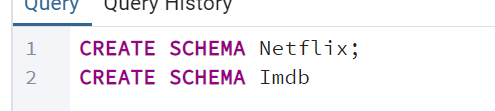 Query Query History
1 CREATE SCHEMA Netflix;
2 CREATE SCHEMA Imdb